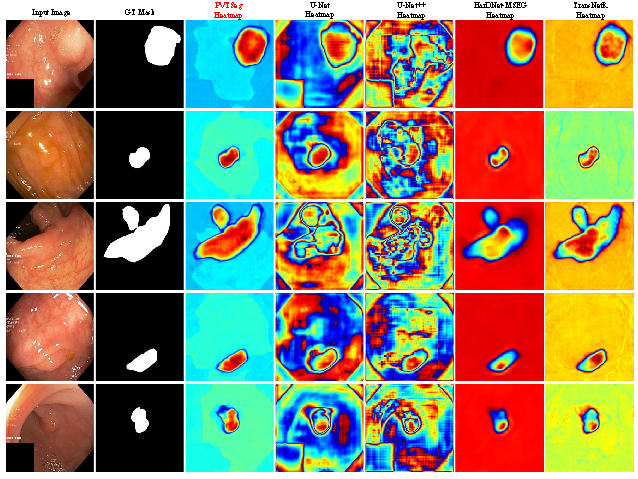 Input Image
GT Mask
PVTSeg
Heatmap
U-Net
Heatmap
U-Net++
Heatmap
HarDNet MSEG
Heatmap
TransNetR
Heatmap